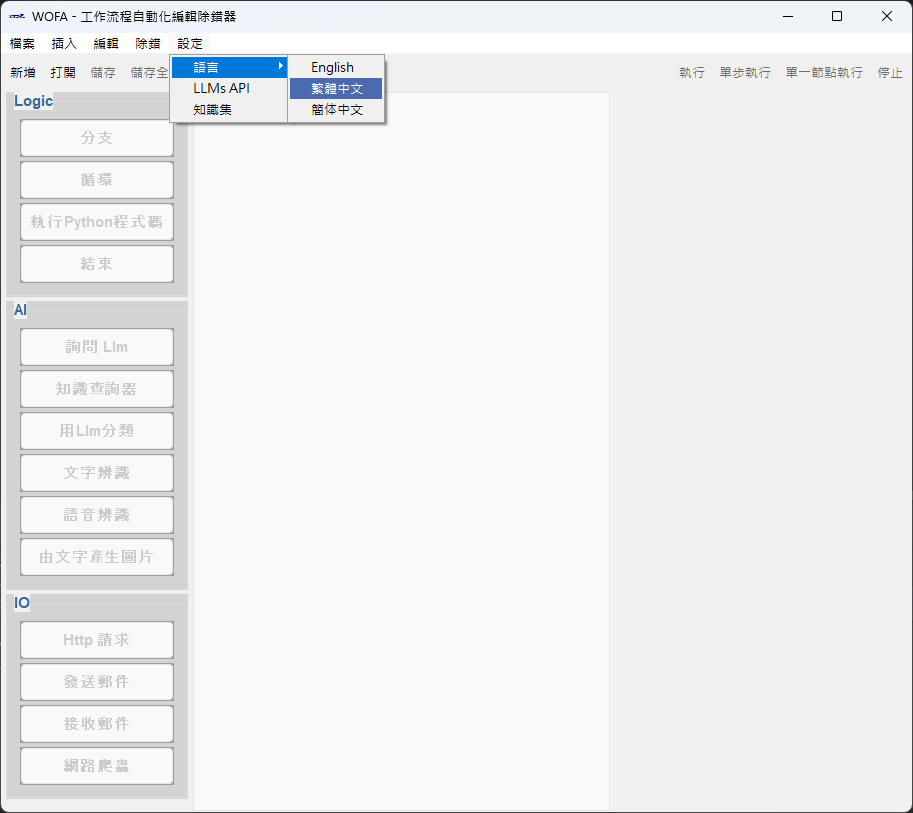 WOFA - 工作流程自動化編輯除錯器
檔案 插入 編輯 除錯 設定
新增 打開 儲存 儲存全 執行 單步執行 單一節點執行 停止
語言
LLMs API
知識集
English
繁體中文
简体中文
Logic
分支
循環
執行Python程式碼
結束
AI
詢問 Llm
知識查詢器
用Llm分類
文字辨識
語音辨識
由文字產生圖片
IO
Http 請求
發送郵件
接收郵件
網路爬蟲